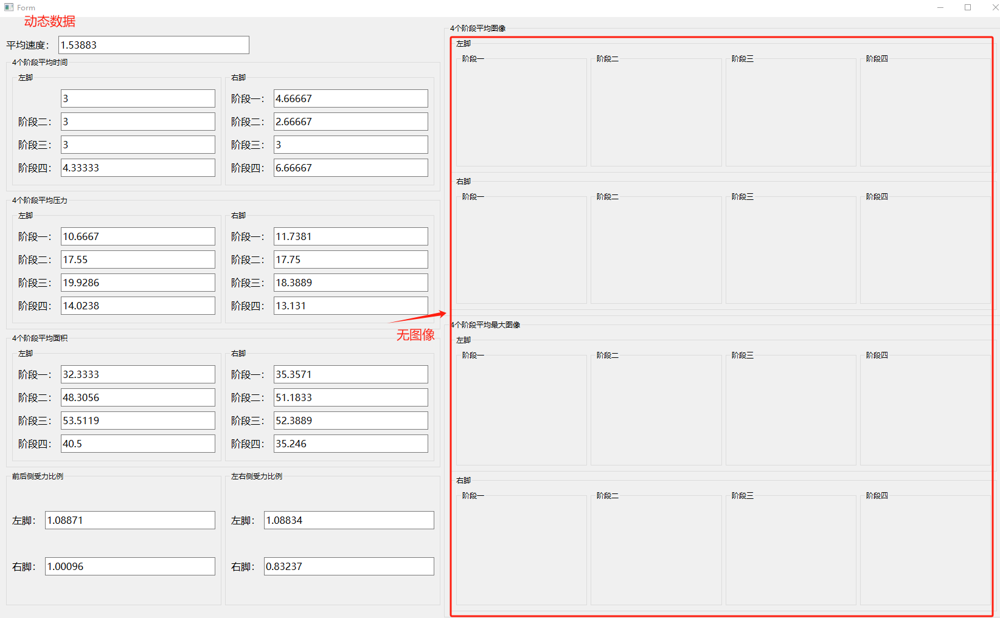 Form
动态数据
平均速度： 1.53883
4个阶段平均时间
左脚
3
阶段二： 3
阶段三： 3
阶段四： 4.33333
右脚
阶段一： 4.66667
阶段二： 2.66667
阶段三： 3
阶段四： 6.66667
4个阶段平均压力
左脚
阶段一： 10.6667
阶段二： 17.55
阶段三： 19.9286
阶段四： 14.0238
右脚
阶段一： 11.7381
阶段二： 17.75
阶段三： 18.3889
阶段四： 13.131
4个阶段平均面积
左脚
阶段一： 32.3333
阶段二： 48.3056
阶段三： 53.5119
阶段四： 40.5
右脚
阶段一： 35.3571
阶段二： 51.1833
阶段三： 52.3889
阶段四： 35.246
前后侧受力比例
左脚： 1.08871
右脚： 1.00096
左右侧受力比例
左脚： 1.08834
右脚： 0.83237
无图像
4个阶段平均图像
左脚
阶段一 阶段二 阶段三 阶段四
右脚
阶段一 阶段二 阶段三 阶段四
4个阶段平均最大图像
左脚
阶段一 阶段二 阶段三 阶段四
右脚
阶段一 阶段二 阶段三 阶段四